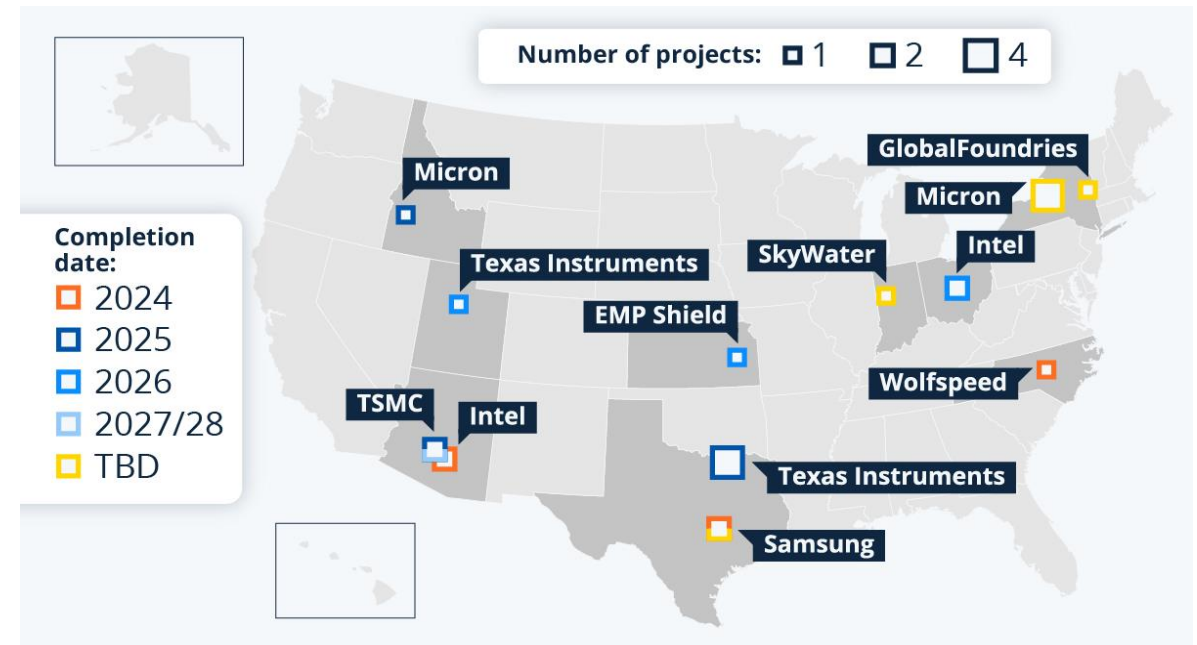 Number of projects: 1 2 4
GlobalFoundries
Micron
Micron
Completion
date:
2024
2025
2026
2027/28
TBD
Intel
SkyWater
Texas Instruments
EMP Shield
Wolfspeed
TSMC
Intel
Texas Instruments
Samsung